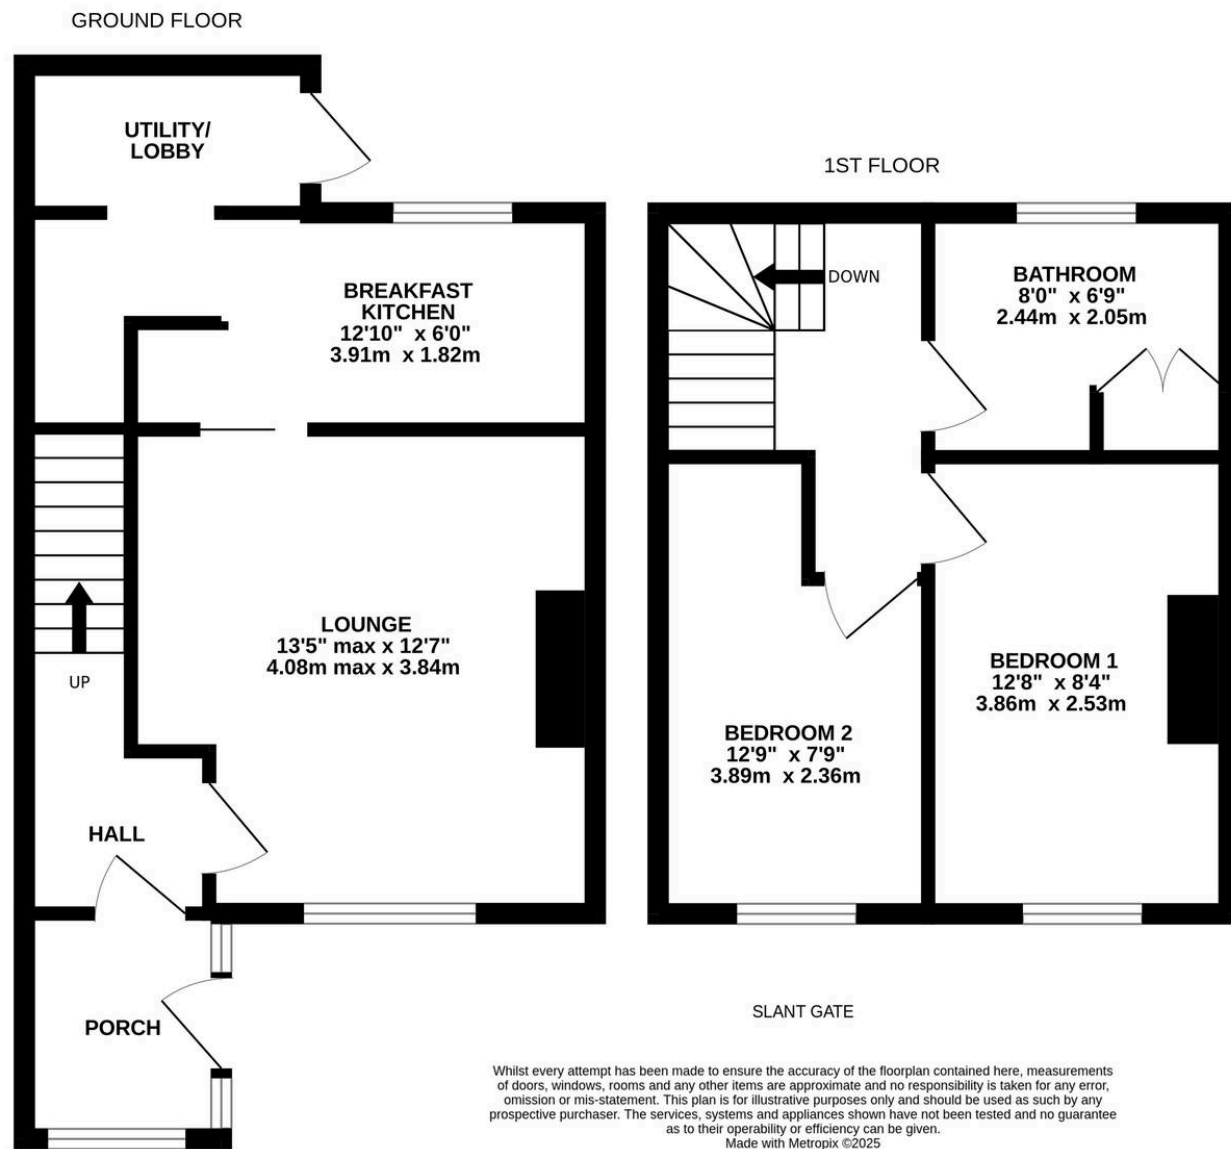 GROUND FLOOR
UTILITY/
LOBBY
BREAKFAST
KITCHEN
12'10" x 6'0"
3.91m x 1.82m
LOUNGE
13'5" max x 12'7"
4.08m max x 3.84m
UP
HALL
PORCH
1ST FLOOR
DOWN
BATHROOM
8'0" x 6'9"
2.44m x 2.05m
BEDROOM 1
12'8" x 8'4"
3.86m x 2.53m
BEDROOM 2
12'9" x 7'9"
3.89m x 2.36m
SLANT GATE
Whilst every attempt has been made to ensure the accuracy of the floorplan contained here, measurements
of doors, windows, rooms and any other items are approximate and no responsibility is taken for any error,
omission or mis-statement. This plan is for illustrative purposes only and should be used as such by any
prospective purchaser. The services, systems and appliances shown have not been tested and no guarantee
as to their operability or efficiency can be given.
Made with Metropix ©2025